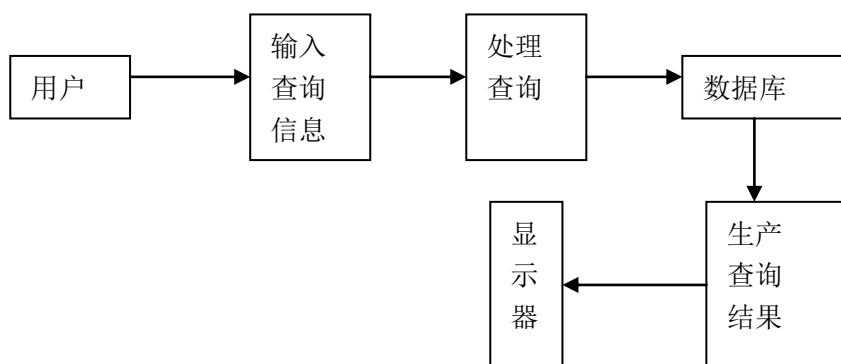 用户
输入
查询
信息
处理
查询
数据库
生产
查询
结果
显
示
器